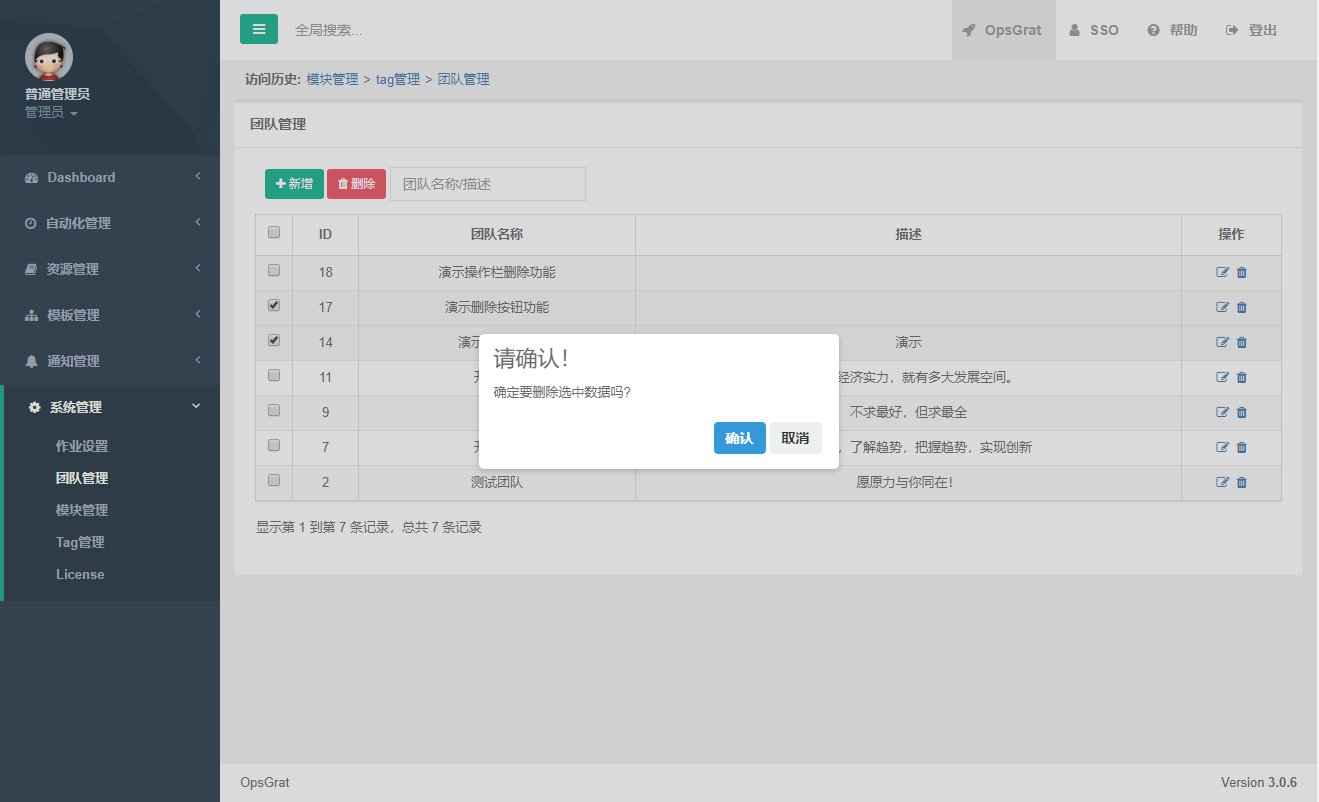 普通管理员
管理员
Dashboard
自动化管理
资源管理
模板管理
通知管理
系统管理
作业设置
团队管理
模块管理
Tag管理
License
全局搜索...
OpsGrat
SSO
帮助
登出
访问历史: 模块管理 > tag管理 > 团队管理
团队管理
新增 删除 团队名称/描述
ID 团队名称 描述 操作
18 演示操作栏删除功能
17 演示删除按钮功能
14 演示 演示
11 经济实力，就有多大发展空间。
9 不求最好，但求最全
7 ，了解趋势，把握趋势，实现创新
2 测试团队 愿原力与你同在！
请确认！
确定要删除选中数据吗？
确认 取消
显示第 1 到第 7 条记录，总共 7 条记录
OpsGrat
Version 3.0.6